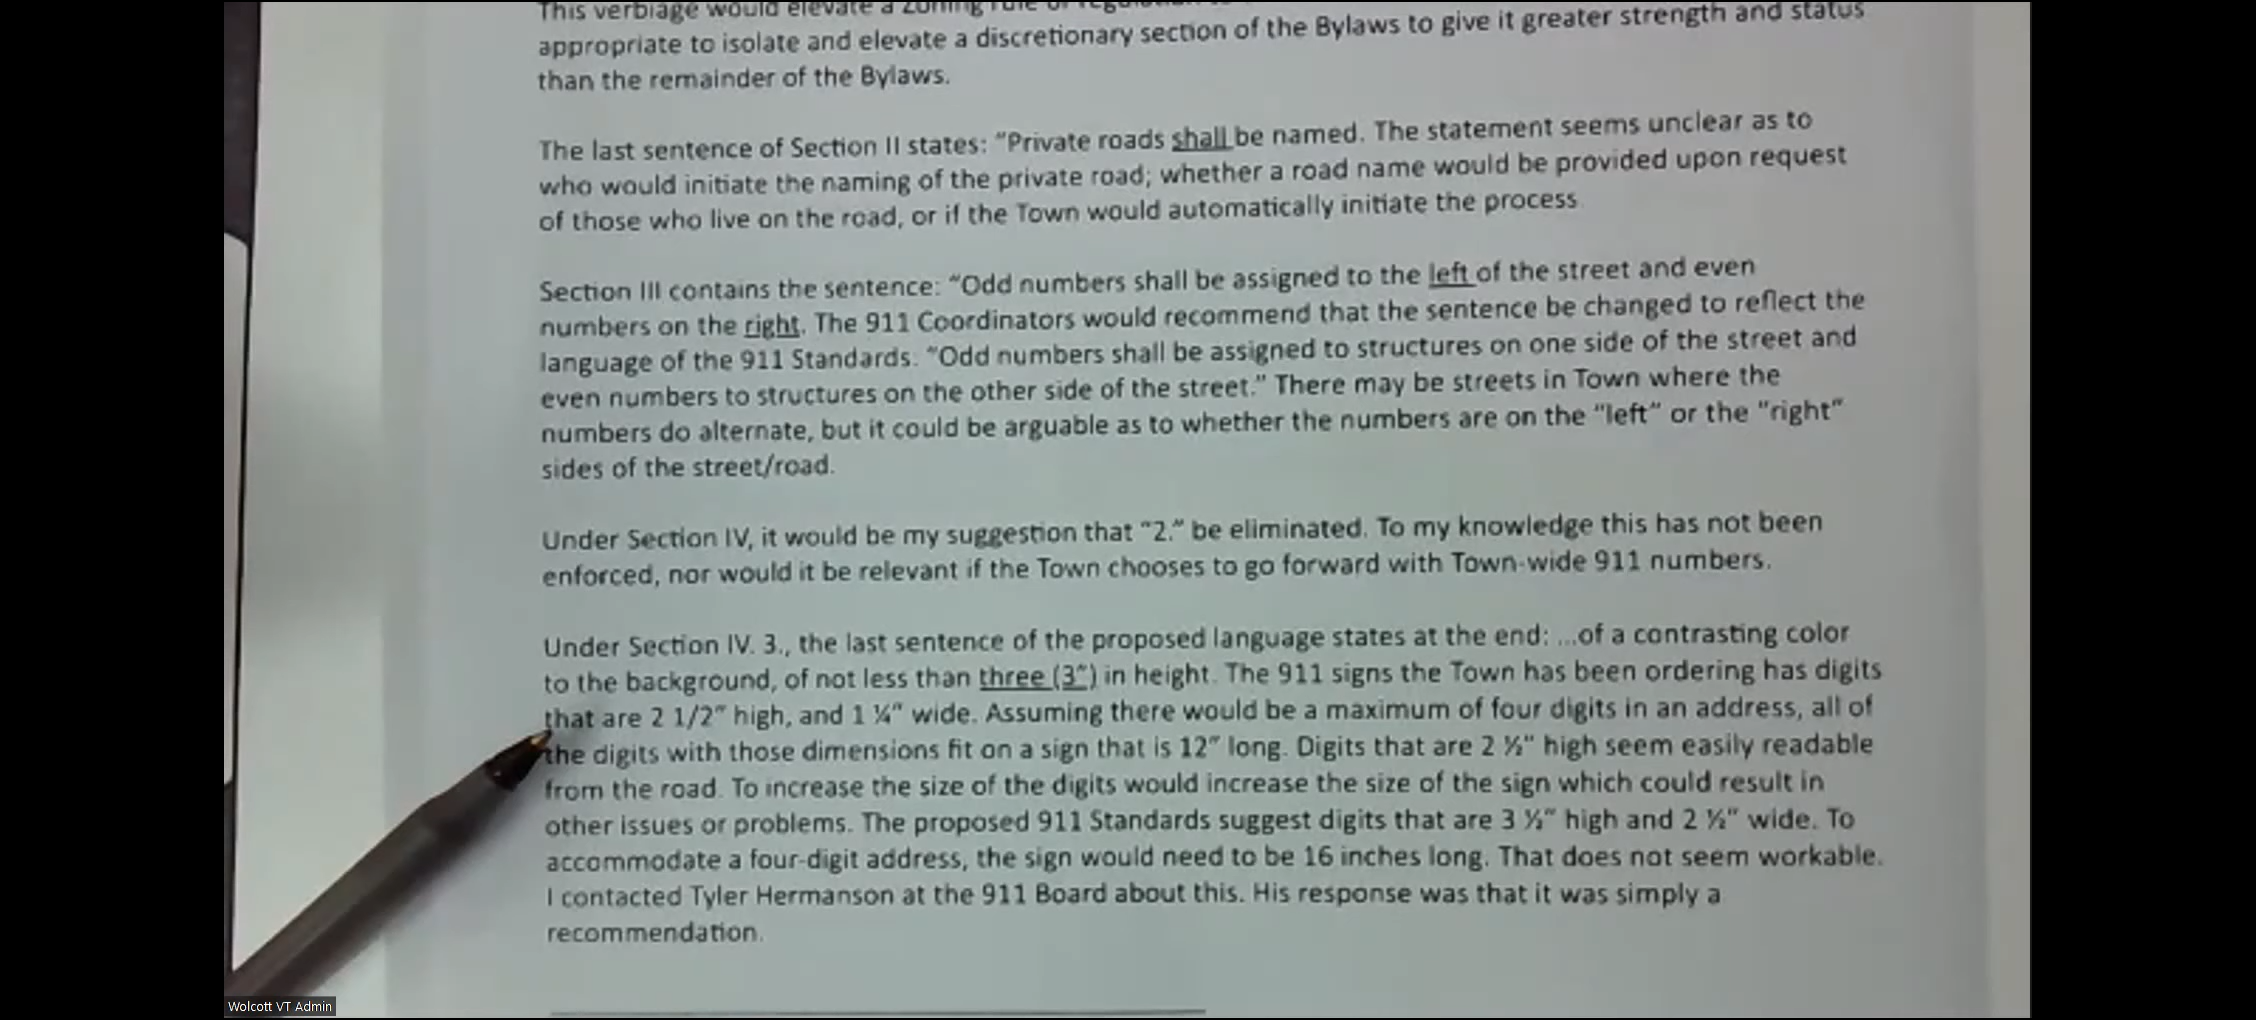 This verbiage would elevate a zoning rule or
appropriate to isolate and elevate a discretionary section of the Bylaws to give it greater strength and status
than the remainder of the Bylaws.
The last sentence of Section II states: “Private roads shall be named. The statement seems unclear as to
who would initiate the naming of the private road; whether a road name would be provided upon request
of those who live on the road, or if the Town would automatically initiate the process
Section III contains the sentence: “Odd numbers shall be assigned to the left of the street and even
numbers on the right. The 911 Coordinators would recommend that the sentence be changed to reflect the
language of the 911 Standards. “Odd numbers shall be assigned to structures on one side of the street and
even numbers to structures on the other side of the street.” There may be streets in Town where the
numbers do alternate, but it could be arguable as to whether the numbers are on the “left” or the “right”
sides of the street/road.
Under Section IV, it would be my suggestion that “2.” be eliminated. To my knowledge this has not been
enforced, nor would it be relevant if the Town chooses to go forward with Town-wide 911 numbers.
Under Section IV. 3., the last sentence of the proposed language states at the end: ...of a contrasting color
to the background, of not less than three (3”) in height. The 911 signs the Town has been ordering has digits
that are 2 1/2” high, and 1 ¼” wide. Assuming there would be a maximum of four digits in an address, all of
the digits with those dimensions fit on a sign that is 12” long. Digits that are 2 ½” high seem easily readable
from the road. To increase the size of the digits would increase the size of the sign which could result in
other issues or problems. The proposed 911 Standards suggest digits that are 3 ½” high and 2 ½” wide. To
accommodate a four-digit address, the sign would need to be 16 inches long. That does not seem workable.
I contacted Tyler Hermanson at the 911 Board about this. His response was that it was simply a
recommendation.
Wolcott VT Admin